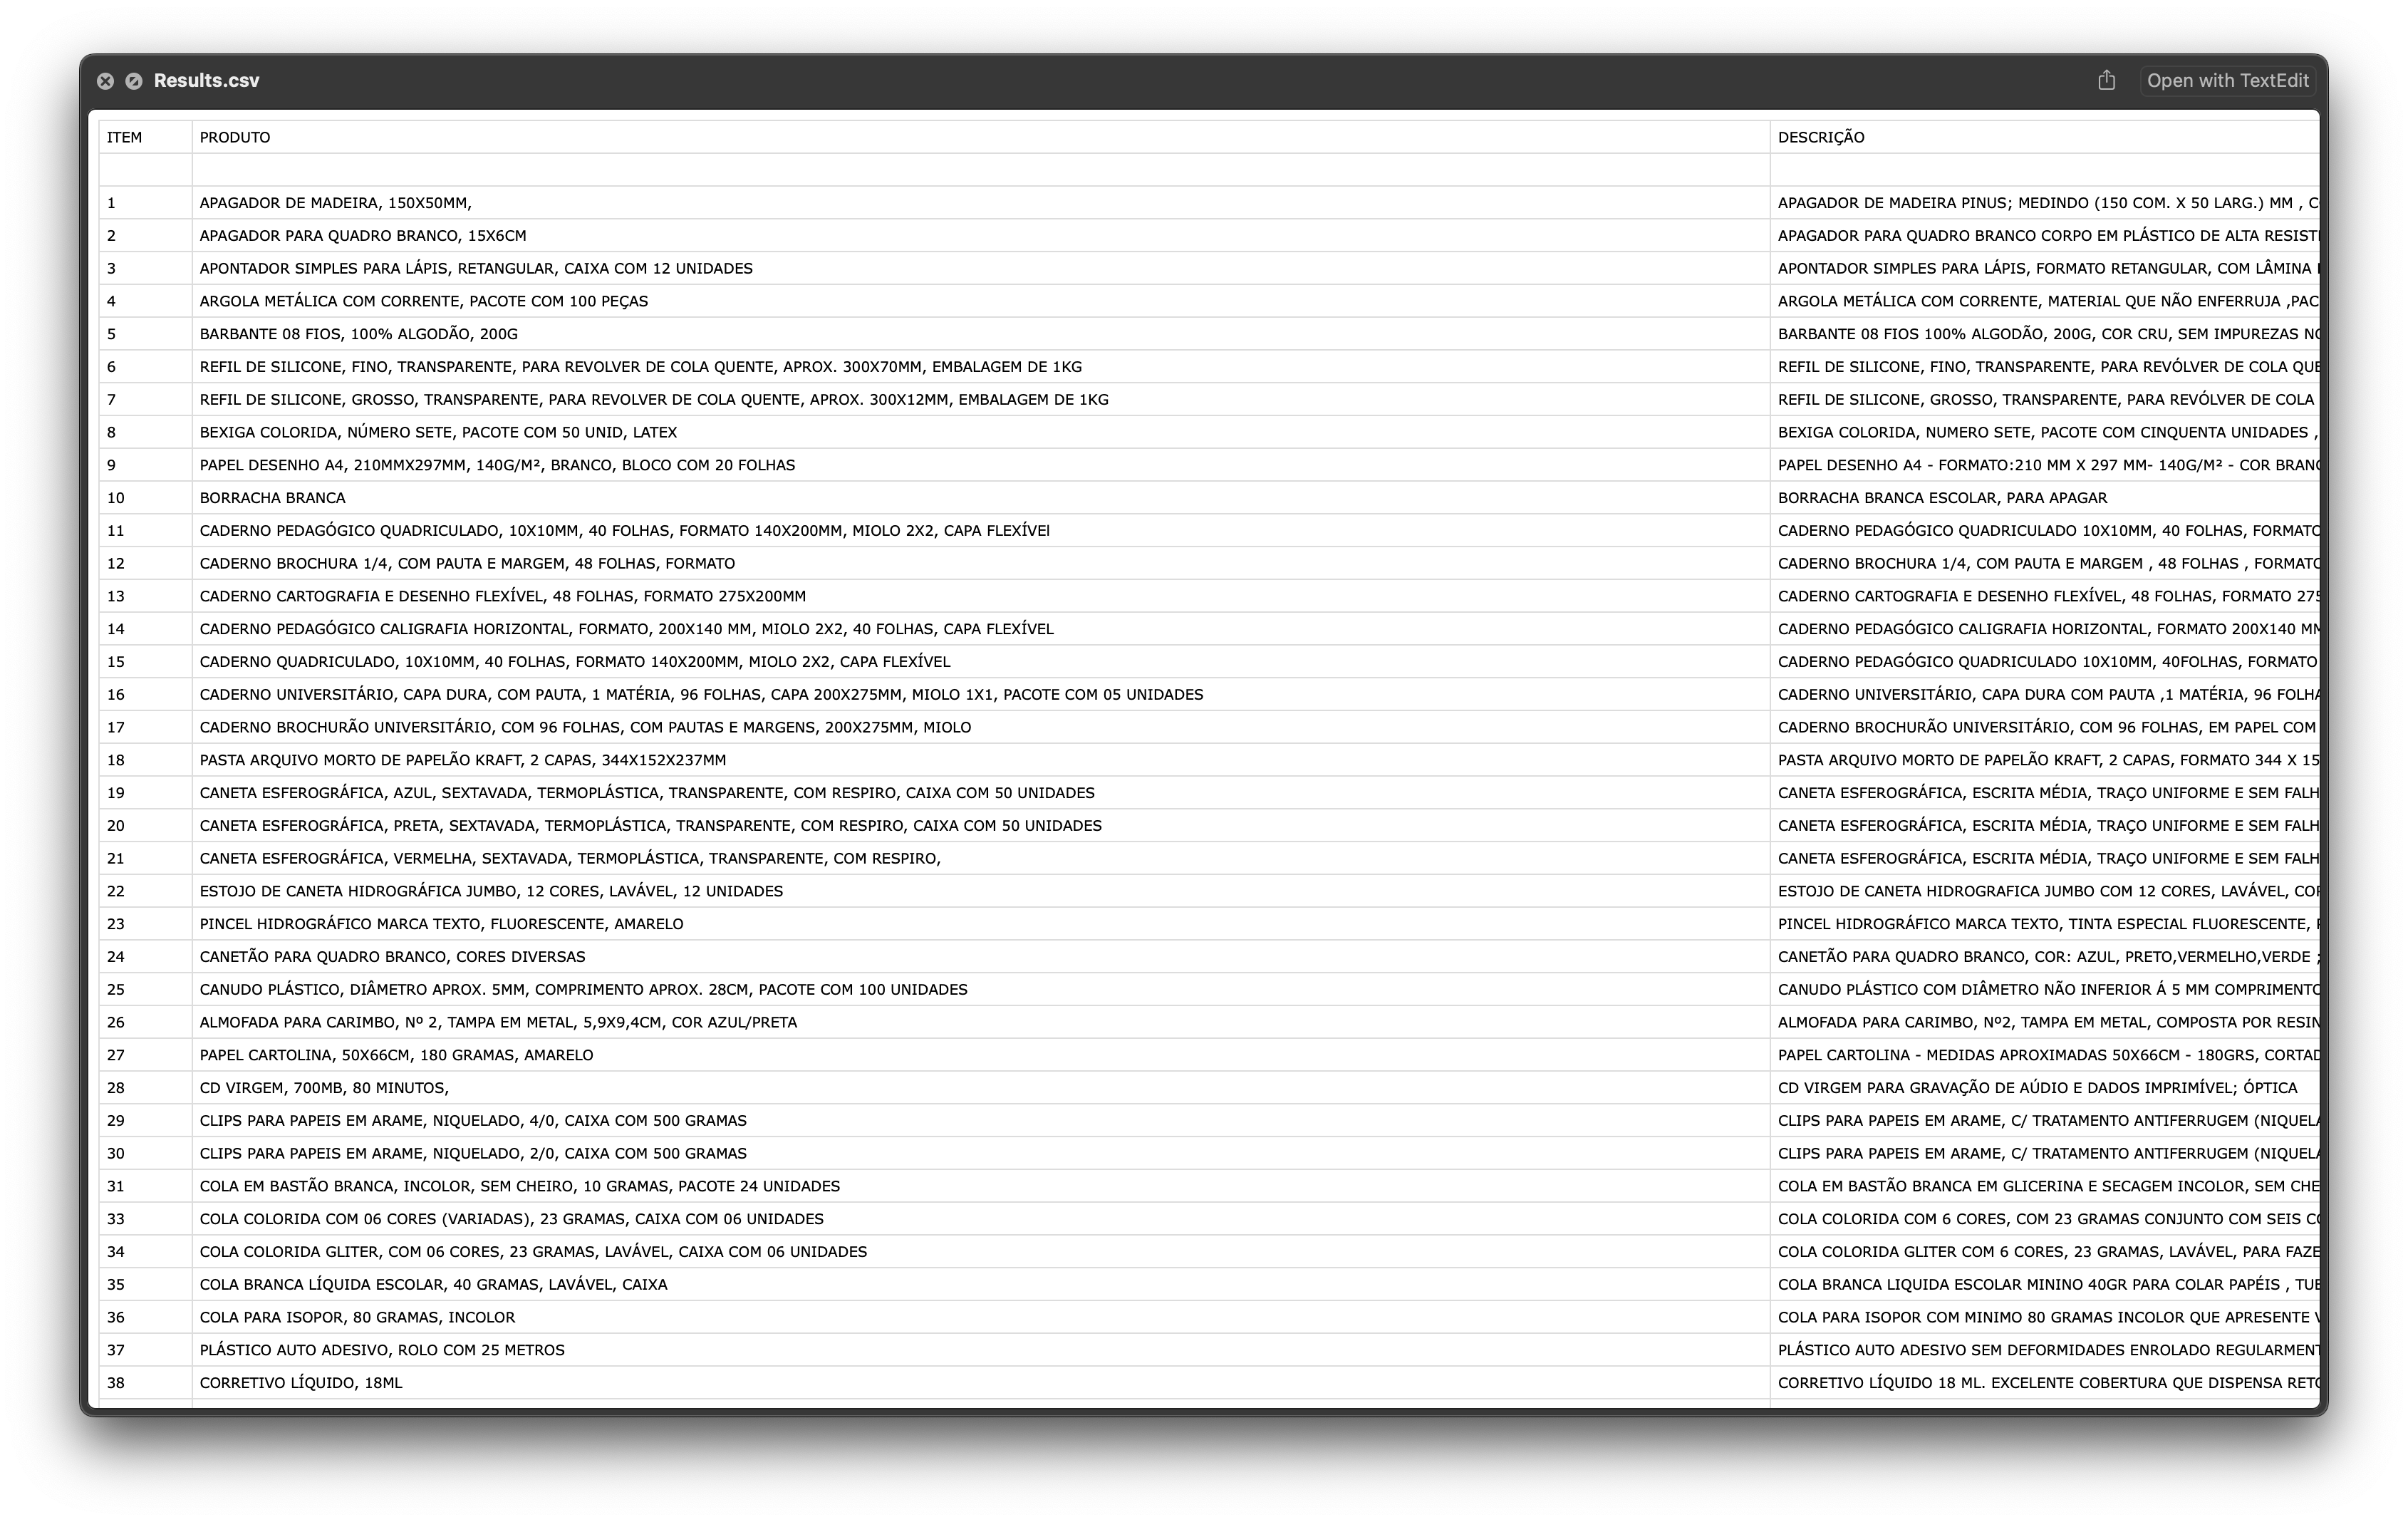 Results.csv Open with TextEdit
ITEM PRODUTO DESCRIÇÃO
1 APAGADOR DE MADEIRA, 150X50MM, APAGADOR DE MADEIRA PINUS; MEDINDO (150 COM. X 50 LARG.) MM ,
2 APAGADOR PARA QUADRO BRANCO, 15X6CM APAGADOR PARA QUADRO BRANCO CORPO EM PLÁSTICO DE ALTA
3 APONTADOR SIMPLES PARA LÁPIS, RETANGULAR, CAIXA COM 12 UNIDADES APONTADOR SIMPLES PARA LÁPIS, FORMATO RETANGULAR, COM LÂMINA
4 ARGOLA METÁLICA COM CORRENTE, PACOTE COM 100 PEÇAS ARGOLA METÁLICA COM CORRENTE, MATERIAL QUE NÃO ENFERRUJA ,PAC
5 BARBANTE 08 FIOS, 100% ALGODÃO, 200G BARBANTE 08 FIOS 100% ALGODÃO, 200G, COR CRU, SEM IMPUREZAS
6 REFIL DE SILICONE, FINO, TRANSPARENTE, PARA REVOLVER DE COLA QUENTE, APROX. 300X70MM, EMBALAGEM DE 1KG REFIL DE SILICONE, FINO, TRANSPARENTE, PARA REVÓLVER DE COLA
7 REFIL DE SILICONE, GROSSO, TRANSPARENTE, PARA REVOLVER DE COLA QUENTE, APROX. 300X12MM, EMBALAGEM DE 1KG REFIL DE SILICONE, GROSSO, TRANSPARENTE, PARA REVÓLVER DE COLA
8 BEXIGA COLORIDA, NÚMERO SETE, PACOTE COM 50 UNID, LATEX BEXIGA COLORIDA, NUMERO SETE, PACOTE COM CINQUENTA UNIDADES ,
9 PAPEL DESENHO A4, 210MMX297MM, 140G/M², BRANCO, BLOCO COM 20 FOLHAS PAPEL DESENHO A4 - FORMATO:210 MM X 297 MM- 140G/M² - COR
10 BORRACHA BRANCA BORRACHA BRANCA ESCOLAR, PARA APAGAR
11 CADERNO PEDAGÓGICO QUADRICULADO, 10X10MM, 40 FOLHAS, FORMATO 140X200MM, MIOLO 2X2, CAPA FLEXÍVEl CADERNO PEDAGÓGICO QUADRICULADO 10X10MM, 40 FOLHAS, FORMATO
12 CADERNO BROCHURA 1/4, COM PAUTA E MARGEM, 48 FOLHAS, FORMATO CADERNO BROCHURA 1/4, COM PAUTA E MARGEM , 48 FOLHAS , FORMATO
13 CADERNO CARTOGRAFIA E DESENHO FLEXÍVEL, 48 FOLHAS, FORMATO 275X200MM CADERNO CARTOGRAFIA E DESENHO FLEXÍVEL, 48 FOLHAS, FORMATO 275
14 CADERNO PEDAGÓGICO CALIGRAFIA HORIZONTAL, FORMATO, 200X140 MM, MIOLO 2X2, 40 FOLHAS, CAPA FLEXÍVEL CADERNO PEDAGÓGICO CALIGRAFIA HORIZONTAL, FORMATO 200X140 MM
15 CADERNO QUADRICULADO, 10X10MM, 40 FOLHAS, FORMATO 140X200MM, MIOLO 2X2, CAPA FLEXÍVEL CADERNO PEDAGÓGICO QUADRICULADO 10X10MM, 40FOLHAS, FORMATO
16 CADERNO UNIVERSITÁRIO, CAPA DURA, COM PAUTA, 1 MATÉRIA, 96 FOLHAS, CAPA 200X275MM, MIOLO 1X1, PACOTE COM 05 UNIDADES CADERNO UNIVERSITÁRIO, CAPA DURA COM PAUTA ,1 MATÉRIA, 96
17 CADERNO BROCHURÃO UNIVERSITÁRIO, COM 96 FOLHAS, COM PAUTAS E MARGENS, 200X275MM, MIOLO CADERNO BROCHURÃO UNIVERSITÁRIO, COM 96 FOLHAS, EM PAPEL COM
18 PASTA ARQUIVO MORTO DE PAPELÃO KRAFT, 2 CAPAS, 344X152X237MM PASTA ARQUIVO MORTO DE PAPELÃO KRAFT, 2 CAPAS, FORMATO 344 X 15
19 CANETA ESFEROGRÁFICA, AZUL, SEXTAVADA, TERMOPLÁSTICA, TRANSPARENTE, COM RESPIRO, CAIXA COM 50 UNIDADES CANETA ESFEROGRÁFICA, ESCRITA MÉDIA, TRAÇO UNIFORME E SEM FALH
20 CANETA ESFEROGRÁFICA, PRETA, SEXTAVADA, TERMOPLÁSTICA, TRANSPARENTE, COM RESPIRO, CAIXA COM 50 UNIDADES CANETA ESFEROGRÁFICA, ESCRITA MÉDIA, TRAÇO UNIFORME E SEM FALH
21 CANETA ESFEROGRÁFICA, VERMELHA, SEXTAVADA, TERMOPLÁSTICA, TRANSPARENTE, COM RESPIRO, CANETA ESFEROGRÁFICA, ESCRITA MÉDIA, TRAÇO UNIFORME E SEM FALH
22 ESTOJO DE CANETA HIDROGRÁFICA JUMBO, 12 CORES, LAVÁVEL, 12 UNIDADES ESTOJO DE CANETA HIDROGRAFICA JUMBO COM 12 CORES, LAVÁVEL,
23 PINCEL HIDROGRÁFICO MARCA TEXTO, FLUORESCENTE, AMARELO PINCEL HIDROGRÁFICO MARCA TEXTO, TINTA ESPECIAL FLUORESCENTE,
24 CANETÃO PARA QUADRO BRANCO, CORES DIVERSAS CANETÃO PARA QUADRO BRANCO, COR: AZUL, PRETO,VERMELHO,VERDE ;
25 CANUDO PLÁSTICO, DIÂMETRO APROX. 5MM, COMPRIMENTO APROX. 28CM, PACOTE COM 100 UNIDADES CANUDO PLÁSTICO COM DIÂMETRO NÃO INFERIOR Á 5 MM COMPRIMENTO
26 ALMOFADA PARA CARIMBO, Nº 2, TAMPA EM METAL, 5,9X9,4CM, COR AZUL/PRETA ALMOFADA PARA CARIMBO, Nº2, TAMPA EM METAL, COMPOSTA POR RESIN
27 PAPEL CARTOLINA, 50X66CM, 180 GRAMAS, AMARELO PAPEL CARTOLINA - MEDIDAS APROXIMADAS 50X66CM - 180GRS,
28 CD VIRGEM, 700MB, 80 MINUTOS, CD VIRGEM PARA GRAVAÇÃO DE AÚDIO E DADOS IMPRIMÍVEL; ÓPTICA
29 CLIPS PARA PAPEIS EM ARAME, NIQUELADO, 4/0, CAIXA COM 500 GRAMAS CLIPS PARA PAPEIS EM ARAME, C/ TRATAMENTO ANTIFERRUGEM
30 CLIPS PARA PAPEIS EM ARAME, NIQUELADO, 2/0, CAIXA COM 500 GRAMAS CLIPS PARA PAPEIS EM ARAME, C/ TRATAMENTO ANTIFERRUGEM
31 COLA EM BASTÃO BRANCA, INCOLOR, SEM CHEIRO, 10 GRAMAS, PACOTE 24 UNIDADES COLA EM BASTÃO BRANCA EM GLICERINA E SECAGEM INCOLOR, SEM CHE
33 COLA COLORIDA COM 06 CORES (VARIADAS), 23 GRAMAS, CAIXA COM 06 UNIDADES COLA COLORIDA COM 6 CORES, COM 23 GRAMAS CONJUNTO COM SEIS
34 COLA COLORIDA GLITER, COM 06 CORES, 23 GRAMAS, LAVÁVEL, CAIXA COM 06 UNIDADES COLA COLORIDA GLITER COM 6 CORES, 23 GRAMAS, LAVÁVEL, PARA FAZE
35 COLA BRANCA LÍQUIDA ESCOLAR, 40 GRAMAS, LAVÁVEL, CAIXA COLA BRANCA LIQUIDA ESCOLAR MININO 40GR PARA COLAR PAPÉIS ,
36 COLA PARA ISOPOR, 80 GRAMAS, INCOLOR COLA PARA ISOPOR COM MINIMO 80 GRAMAS INCOLOR QUE APRESENTE
37 PLÁSTICO AUTO ADESIVO, ROLO COM 25 METROS PLÁSTICO AUTO ADESIVO SEM DEFORMIDADES ENROLADO
38 CORRETIVO LÍQUIDO, 18ML CORRETIVO LÍQUIDO 18 ML. EXCELENTE COBERTURA QUE DISPENSA